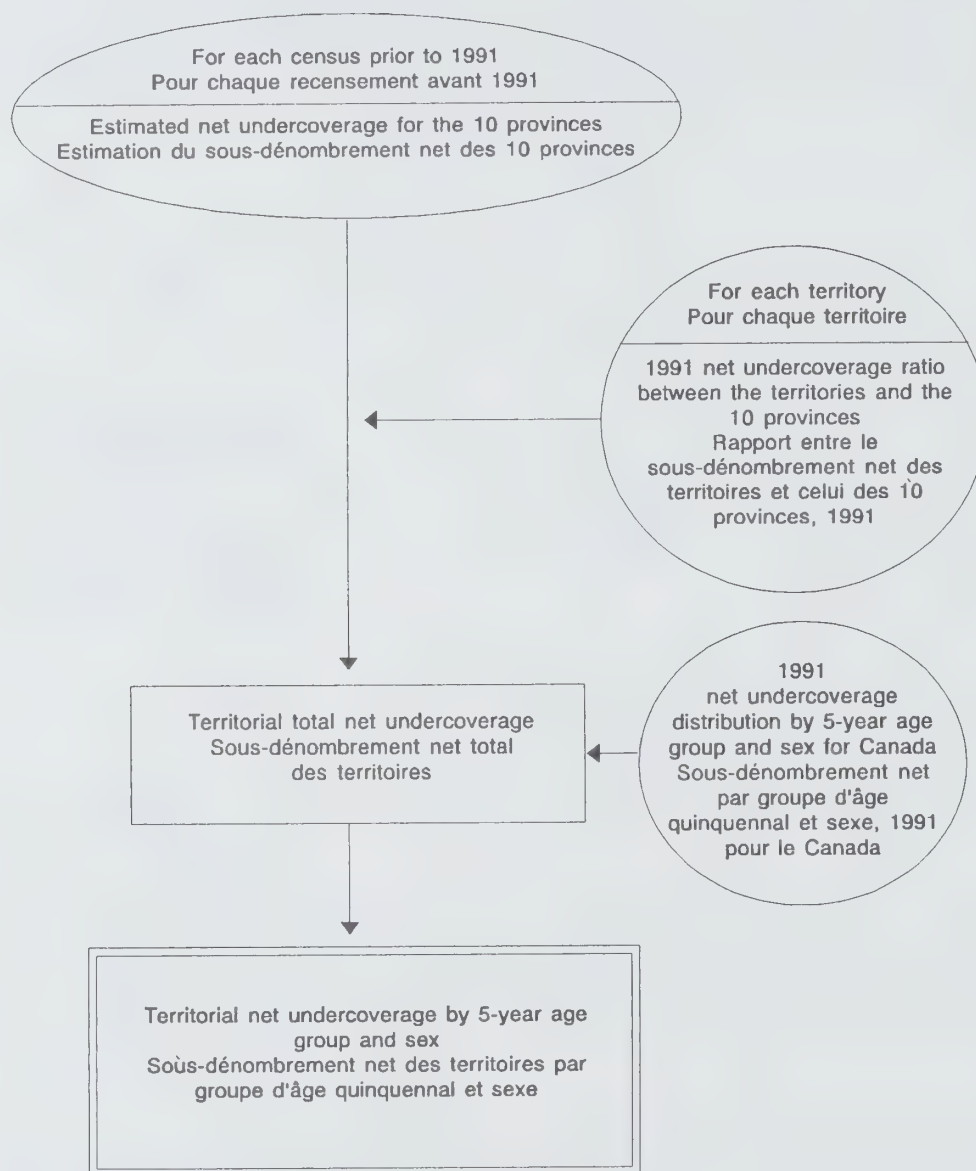 For each census prior to 1991
Pour chaque recensement avant 1991
Estimated net undercoverage for the 10 provinces
Estimation du sous-dénombrement net des 10 provinces
For each territory
Pour chaque territoire
1991 net undercoverage ratio
between the territories and the
10 provinces
Rapport entre le
sous-dénombrement net des
territoires et celui des 10
provinces, 1991
Territorial total net undercoverage
Sous-dénombrement net total
des territoires
1991
net undercoverage
distribution by 5-year age
group and sex for Canada
Sous-dénombrement net
par groupe d'âge
quinquennal et sexe, 1991
pour le Canada
Territorial net undercoverage by 5-year age
group and sex
Sous-dénombrement net des territoires par
groupe d'âge quinquennal et sexe